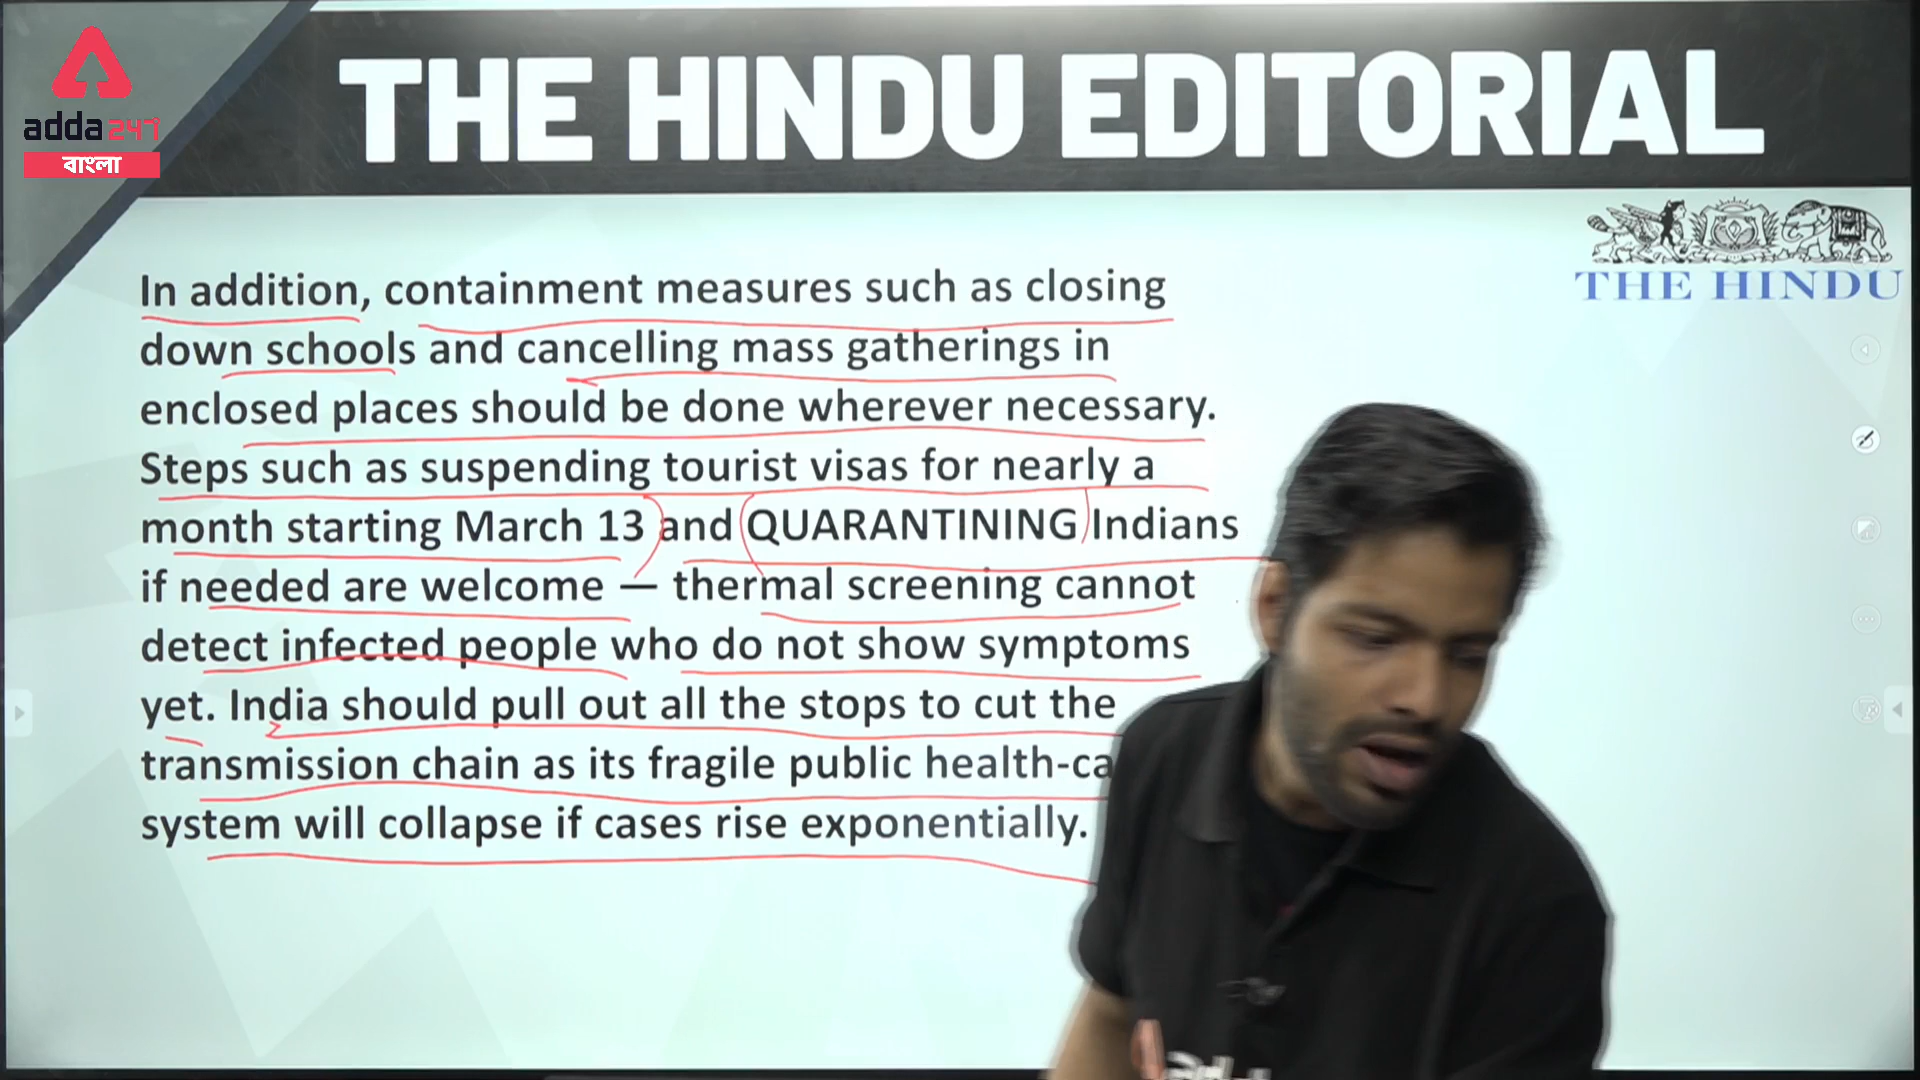 adda247
বাংলা
THE HINDU EDITORIAL
THE HINDU
In addition, containment measures such as closing
down schools and cancelling mass gatherings in
enclosed places should be done wherever necessary.
Steps such as suspending tourist visas for nearly a
month starting March 13 and QUARANTINING Indians
if needed are welcome — thermal screening cannot
detect infected people who do not show symptoms
yet. India should pull out all the stops to cut the
transmission chain as its fragile public health-ca
system will collapse if cases rise exponentially.